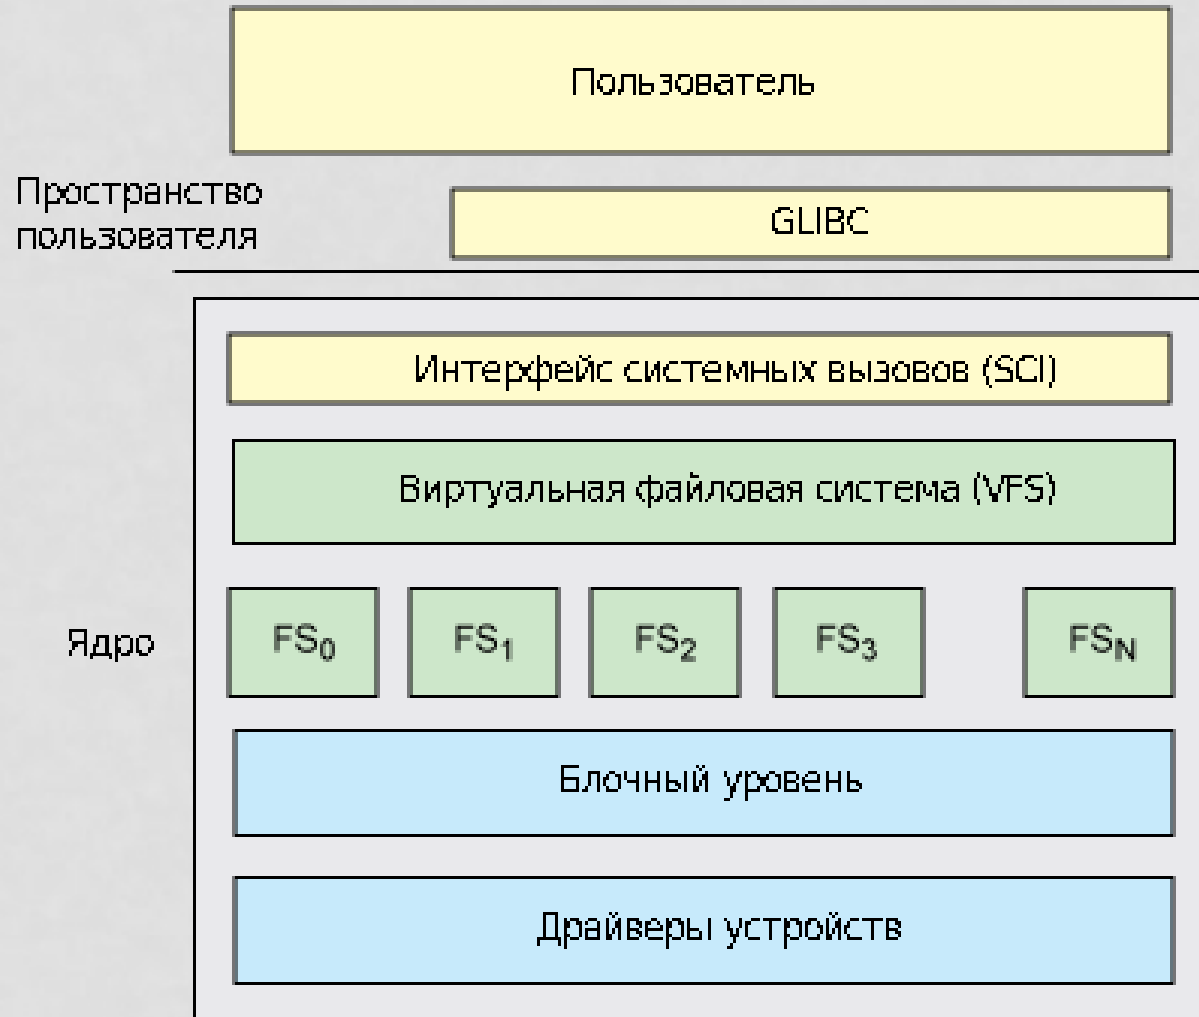 Пользователь
Пространство
пользователя
GLIBC
Интерфейс системных вызовов (SCI)
Виртуальная файловая система (VFS)
Ядро
FS0 FS1 FS2 FS3 FSN
Блочный уровень
Драйверы устройств